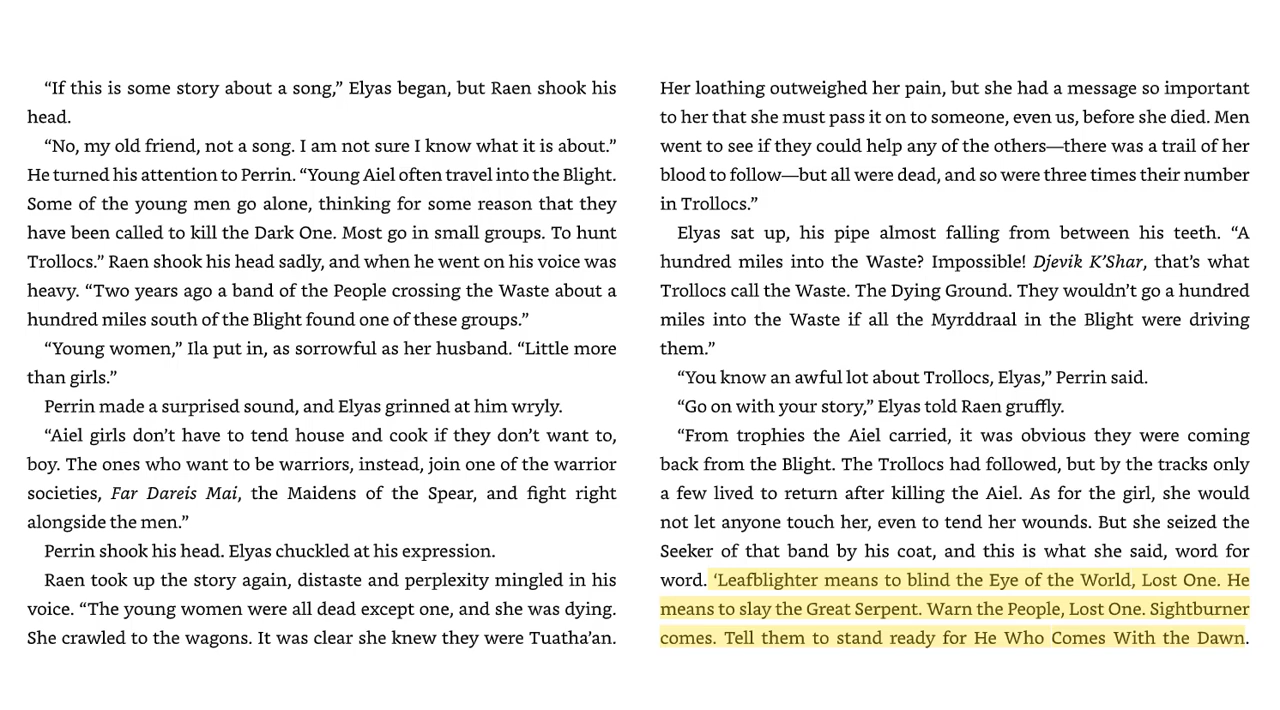 “If this is some story about a song,” Elyas began, but Raen shook his
head.
“No, my old friend, not a song. I am not sure I know what it is about.”
He turned his attention to Perrin. “Young Aiel often travel into the Blight.
Some of the young men go alone, thinking for some reason that they
have been called to kill the Dark One. Most go in small groups. To hunt
Trollocs.” Raen shook his head sadly, and when he went on his voice was
heavy. “Two years ago a band of the People crossing the Waste about a
hundred miles south of the Blight found one of these groups.”
“Young women,” Ila put in, as sorrowful as her husband. “Little more
than girls.”
Perrin made a surprised sound, and Elyas grinned at him wryly.
“Aiel girls don’t have to tend house and cook if they don’t want to,
boy. The ones who want to be warriors, instead, join one of the warrior
societies, Far Dareis Mai, the Maidens of the Spear, and fight right
alongside the men.”
Perrin shook his head. Elyas chuckled at his expression.
Raen took up the story again, distaste and perplexity mingled in his
voice. “The young women were all dead except one, and she was dying.
She crawled to the wagons. It was clear she knew they were Tuatha’an.
Her loathing outweighed her pain, but she had a message so important
to her that she must pass it on to someone, even us, before she died. Men
went to see if they could help any of the others—there was a trail of her
blood to follow—but all were dead, and so were three times their number
in Trollocs.”
Elyas sat up, his pipe almost falling from between his teeth. “A
hundred miles into the Waste? Impossible! Djevik K’Shar, that’s what
Trollocs call the Waste. The Dying Ground. They wouldn’t go a hundred
miles into the Waste if all the Myrddraal in the Blight were driving
them.”
“You know an awful lot about Trollocs, Elyas,” Perrin said.
“Go on with your story,” Elyas told Raen gruffly.
“From trophies the Aiel carried, it was obvious they were coming
back from the Blight. The Trollocs had followed, but by the tracks only
a few lived to return after killing the Aiel. As for the girl, she would
not let anyone touch her, even to tend her wounds. But she seized the
Seeker of that band by his coat, and this is what she said, word for
word. ‘Leafblighter means to blind the Eye of the World, Lost One. He
means to slay the Great Serpent. Warn the People, Lost One. Sightburner
comes. Tell them to stand ready for He Who Comes With the Dawn.